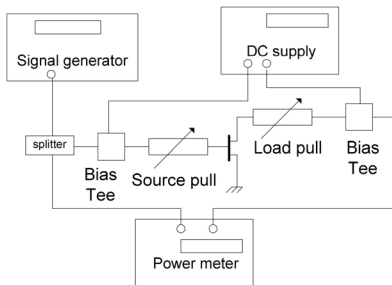 Signal generator
DC supply
splitter
Bias
Tee
Source pull
Load pull
Bias
Tee
Power meter